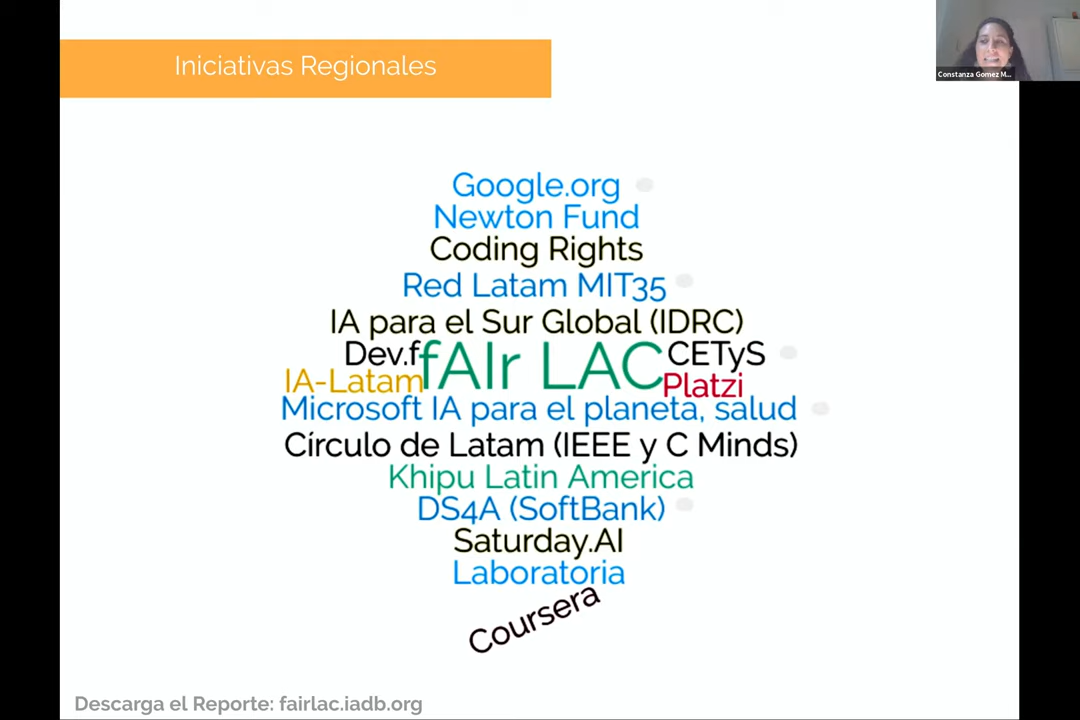 Iniciativas Regionales
Constanza Gomez M...
Google.org
Newton Fund
Coding Rights
Red Latam MIT35
IA para el Sur Global (IDRC)
Dev.f
fAIr LAC
CETyS
IA-Latam
Platzi
Microsoft IA para el planeta, salud
Círculo de Latam (IEEE y C Minds)
Khipu Latin America
DS4A (SoftBank)
Saturday.AI
Laboratoria
Coursera
Descarga el Reporte: fairlac.iadb.org